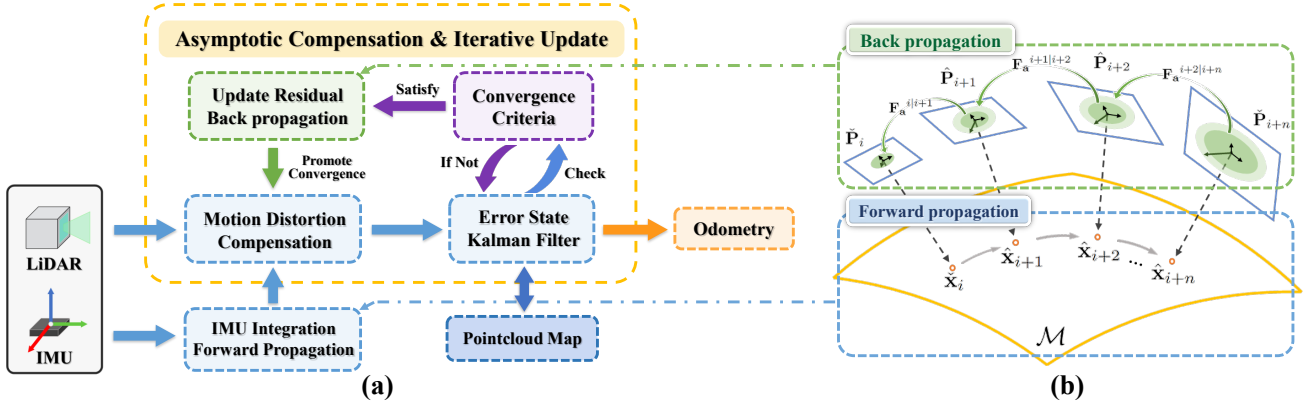 Asymptotic Compensation & Iterative Update
Update Residual
Back propagation
Satisfy
Convergence
Criteria
Promote
Convergence
If Not
Check
LiDAR
IMU
Motion Distortion
Compensation
Error State
Kalman Filter
Odometry
IMU Integration
Forward Propagation
Pointcloud Map
(a)
Back propagation
P̌ᵢ
Fₐ^{i|i+1}
P̂ᵢ₊₁
Fₐ^{i+1|i+2}
P̂ᵢ₊₂
Fₐ^{i+2|i+n}
P̌ᵢ₊ₙ
Forward propagation
x̌ᵢ
x̂ᵢ₊₁
x̂ᵢ₊₂
...
x̂ᵢ₊ₙ
ℳ
(b)